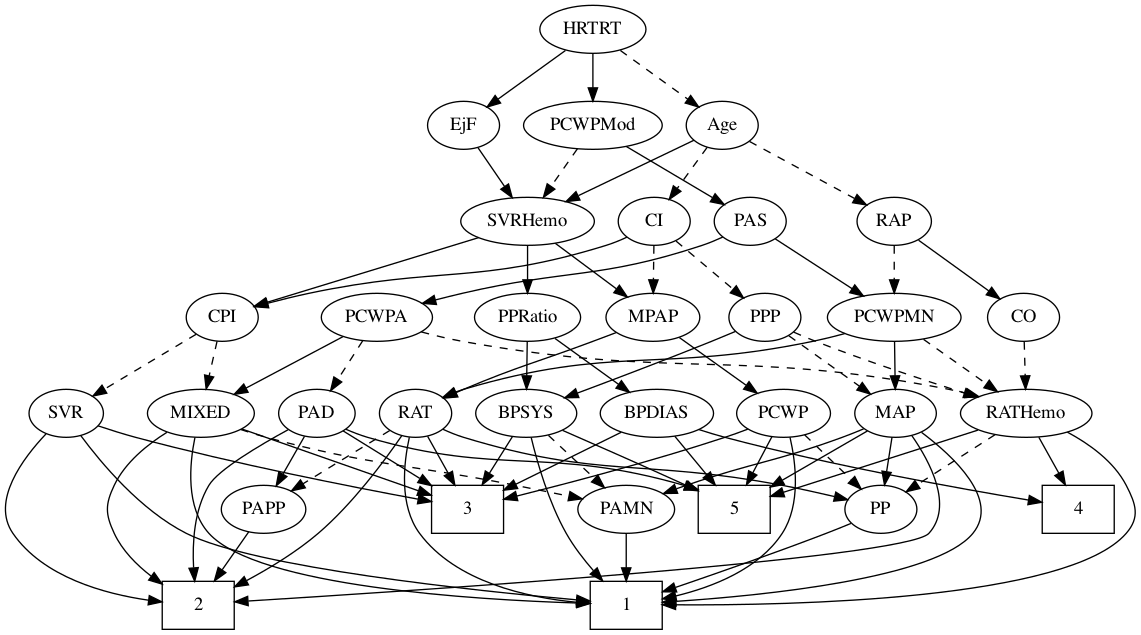 HRTRT
EjF
PCWPMod
Age
SVRHemo
CI
PAS
RAP
CPI
PCWPA
PPRatio
MPAP
PPP
PCWPMN
CO
SVR
MIXED
PAD
RAT
BPSYS
BPDIAS
PCWP
MAP
RATHemo
PAPP
3
PAMN
5
PP
4
2
1